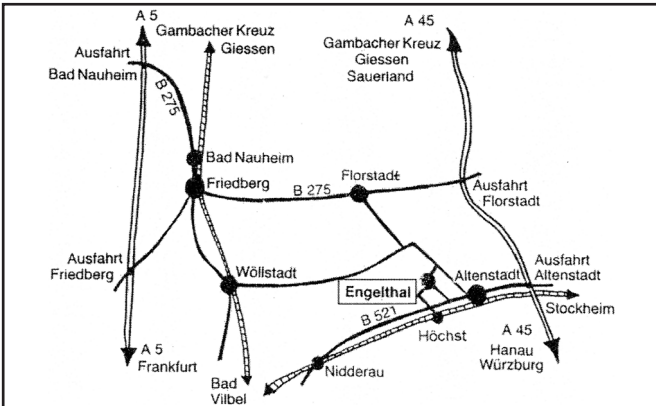 A 5
Gambacher Kreuz
Giessen
A 45
Gambacher Kreuz
Giessen
Sauerland
Ausfahrt
Bad Nauheim
B 275
Bad Nauheim
Friedberg
B 275
Florstadt
Ausfahrt
Florstadt
Ausfahrt
Friedberg
Wöllstadt
Engelthal
Altenstadt
Ausfahrt
Altenstadt
Stockheim
B 521
Höchst
A 5
Frankfurt
Bad
Vilbel
Nidderau
A 45
Hanau
Würzburg